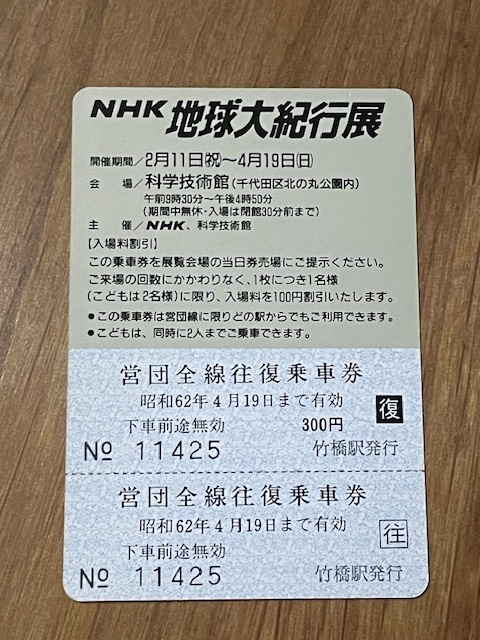 NHK 地球大紀行展
開催期間/2月11日(祝)〜4月19日(日)
会　場/科学技術館(千代田区北の丸公園内)
午前9時30分〜午後4時50分
(期間中無休・入場は閉館30分前まで)
主　催/NHK、科学技術館
【入場料割引】
この乗車券を展覧会場の当日券売場にご提示ください。
ご来場の回数にかかわりなく、1枚につき1名様
(こどもは2名様)に限り、入場料を100円割引いたします。
●この乗車券は営団線に限りどの駅からでもご利用できます。
●こどもは、同時に2人までご乗車できます。
営団全線往復乗車券
昭和62年4月19日まで有効
復
下車前途無効　300円
No 11425　竹橋駅発行
営団全線往復乗車券
昭和62年4月19日まで有効
往
下車前途無効
No 11425　竹橋駅発行